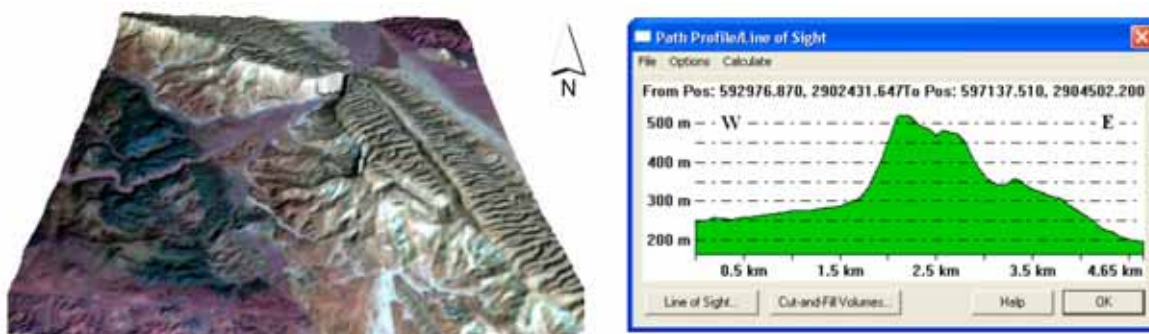 N
Path Profile/Line of Sight
File Options Calculate
From Pos: 592976.870, 2902431.647To Pos: 597137.510, 2904502.200
500 m
W
E
400 m
300 m
200 m
0.5 km 1.5 km 2.5 km 3.5 km 4.65 km
Line of Sight... Cut-and-Fill Volumes... Help OK